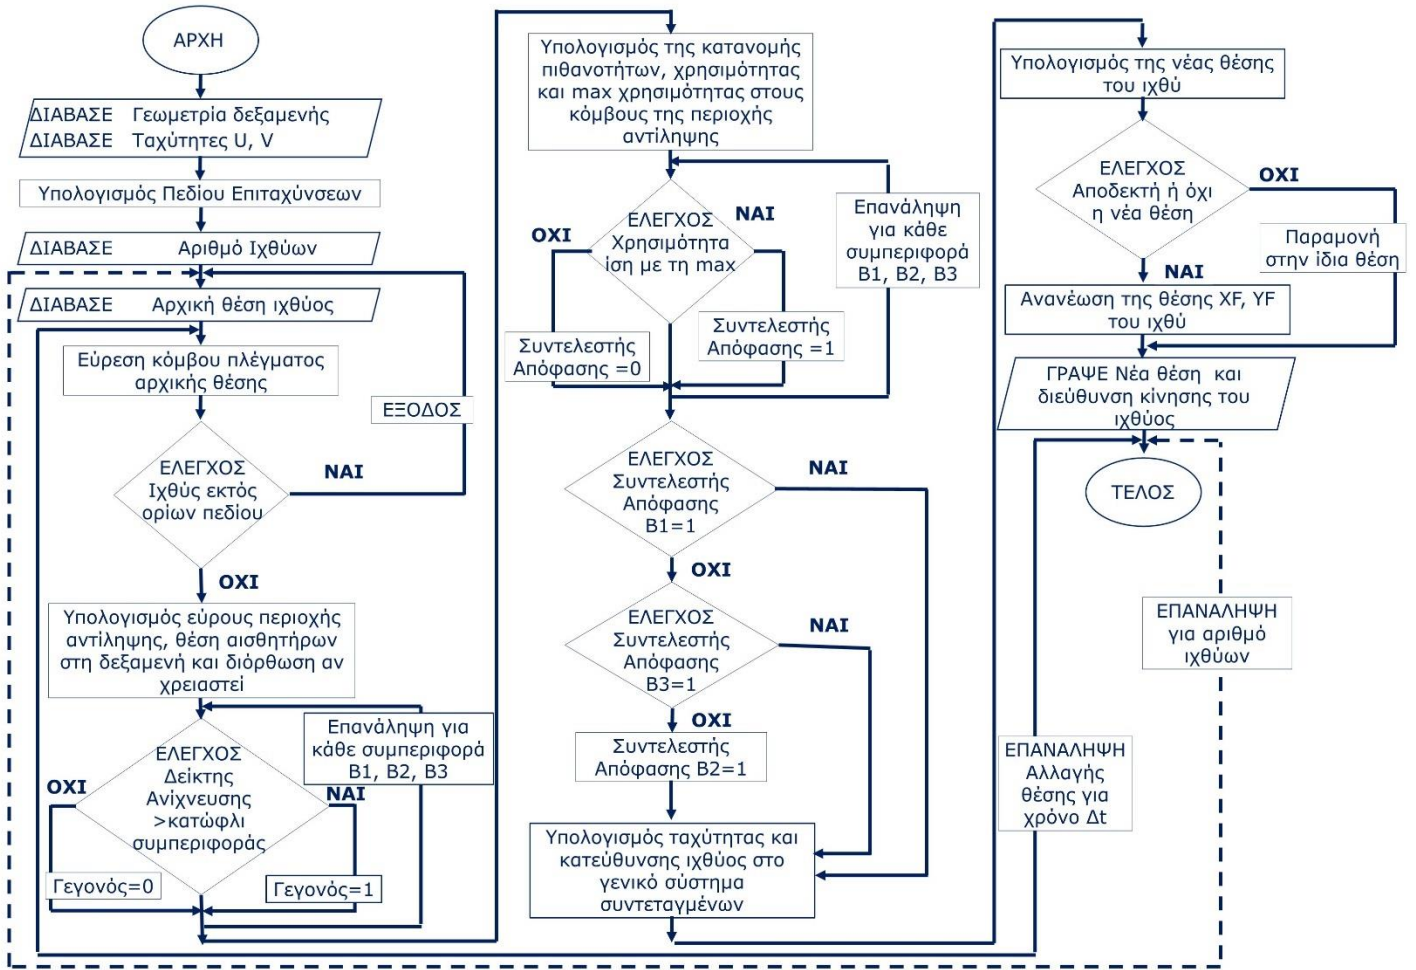 ΑΡΧΗ
ΔΙΑΒΑΣΕ Γεωμετρία δεξαμενής
ΔΙΑΒΑΣΕ Ταχύτητες U, V
Υπολογισμός Πεδίου Επιταχύνσεων
ΔΙΑΒΑΣΕ Αριθμό Ιχθύων
ΔΙΑΒΑΣΕ Αρχική θέση ιχθύος
Εύρεση κόμβου πλέγματος
αρχικής θέσης
ΕΞΟΔΟΣ
ΕΛΕΓΧΟΣ
Ιχθύς εκτός
ορίων πεδίου
ΝΑΙ
ΟΧΙ
Υπολογισμός εύρους περιοχής
αντίληψης, θέση αισθητήρων
στη δεξαμενή και διόρθωση αν
χρειαστεί
Επανάληψη για
κάθε συμπεριφορά
Β1, Β2, Β3
ΕΛΕΓΧΟΣ
Δείκτης
Ανίχνευσης
>κατώφλι
συμπεριφοράς
ΟΧΙ
ΝΑΙ
Γεγονός=0
Γεγονός=1
Υπολογισμός της κατανομής
πιθανοτήτων, χρησιμότητας
και max χρησιμότητας στους
κόμβους της περιοχής
αντίληψης
ΕΛΕΓΧΟΣ
Χρησιμότητα
ίση με τη max
ΟΧΙ
ΝΑΙ
Επανάληψη
για κάθε
συμπεριφορά
Β1, Β2, Β3
Συντελεστής
Απόφασης =0
Συντελεστής
Απόφασης =1
ΕΛΕΓΧΟΣ
Συντελεστής
Απόφασης
Β1=1
ΝΑΙ
ΟΧΙ
ΕΛΕΓΧΟΣ
Συντελεστής
Απόφασης
Β3=1
ΝΑΙ
ΟΧΙ
Συντελεστής
Απόφασης Β2=1
Υπολογισμός ταχύτητας και
κατεύθυνσης ιχθύος στο
γενικό σύστημα
συντεταγμένων
Υπολογισμός της νέας θέσης
του ιχθύ
ΕΛΕΓΧΟΣ
Αποδεκτή ή όχι
η νέα θέση
ΟΧΙ
Παραμονή
στην ίδια θέση
ΝΑΙ
Ανανέωση της θέσης XF, YF
του ιχθύ
ΓΡΑΨΕ Νέα θέση και
διεύθυνση κίνησης του
ιχθύος
ΤΕΛΟΣ
ΕΠΑΝΑΛΗΨΗ
για αριθμό
ιχθύων
ΕΠΑΝΑΛΗΨΗ
Αλλαγής
θέσης για
χρόνο Δt